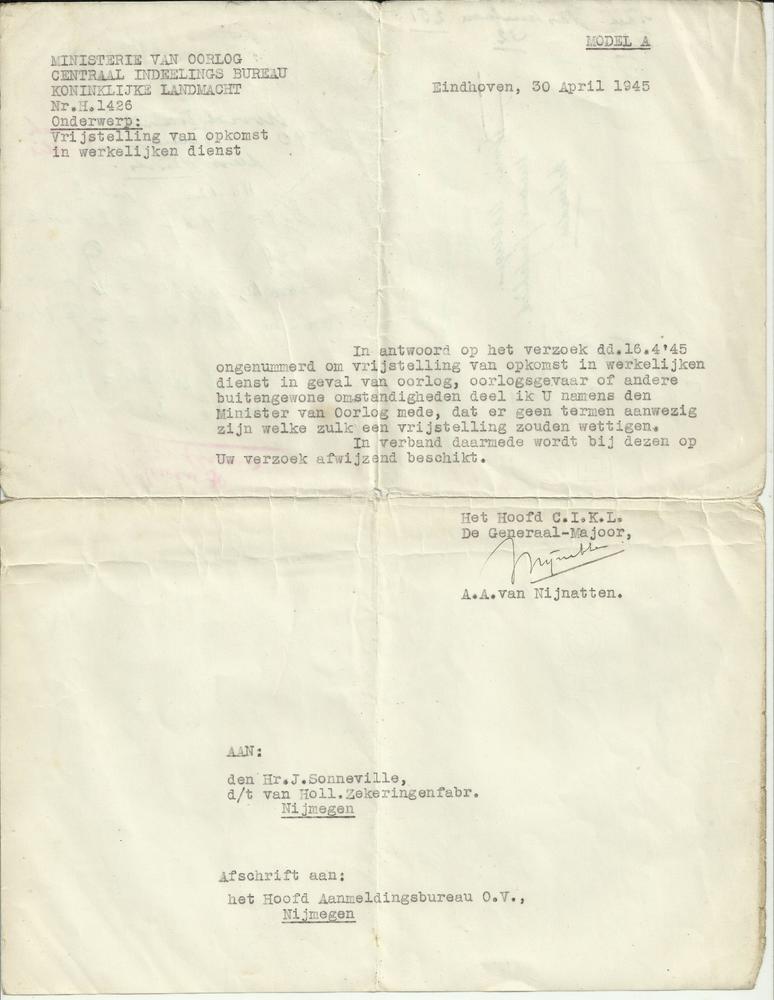 MODEL A
MINISTERIE VAN OORLOG
CENTRAAL INDEELINGS BUREAU
KONINKLIJKE LANDMACHT
Nr.H.1426
Onderwerp:
Vrijstelling van opkomst
in werkelijken dienst
Eindhoven, 30 April 1945
In antwoord op het verzoek dd.16.4'45
ongenummerd om vrijstelling van opkomst in werkelijken
dienst in geval van oorlog, oorlogsgevaar of andere
buitengewone omstandigheden deel ik U namens den
Minister van Oorlog mede, dat er geen termen aanwezig
zijn welke zulk een vrijstelling zouden wettigen.
In verband daarmede wordt bij dezen op
Uw verzoek afwijzend beschikt.
Het Hoofd C.I.K.L.
De Generaal-Majoor,
A.A.van Nijnatten.
AAN:
den Hr.J.Sonneville,
d/t van Holl.Zekeringenfabr.
Nijmegen
Afschrift aan:
het Hoofd Aanmeldingsbureau O.V.,
Nijmegen